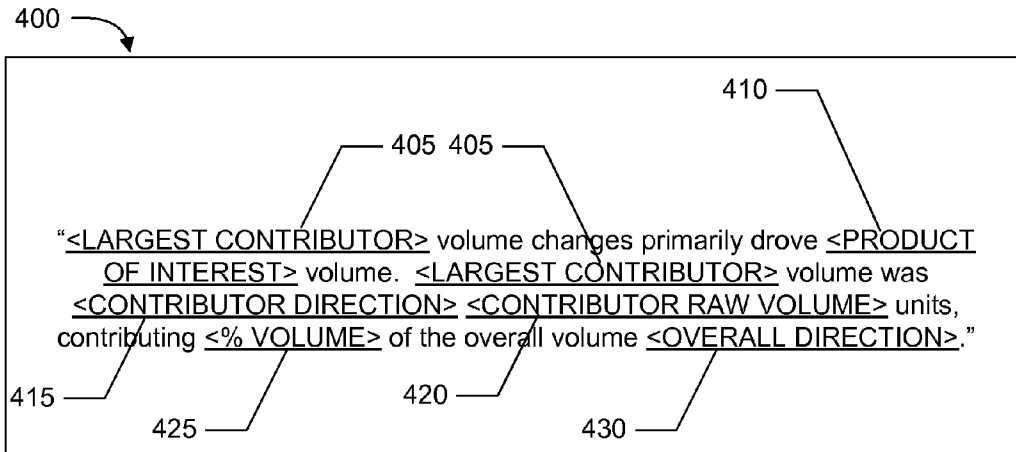 400
410
405 405
“<LARGEST CONTRIBUTOR> volume changes primarily drove <PRODUCT
OF INTEREST> volume. <LARGEST CONTRIBUTOR> volume was
<CONTRIBUTOR DIRECTION> <CONTRIBUTOR RAW VOLUME> units,
contributing <% VOLUME> of the overall volume <OVERALL DIRECTION>.”
415
420
425
430